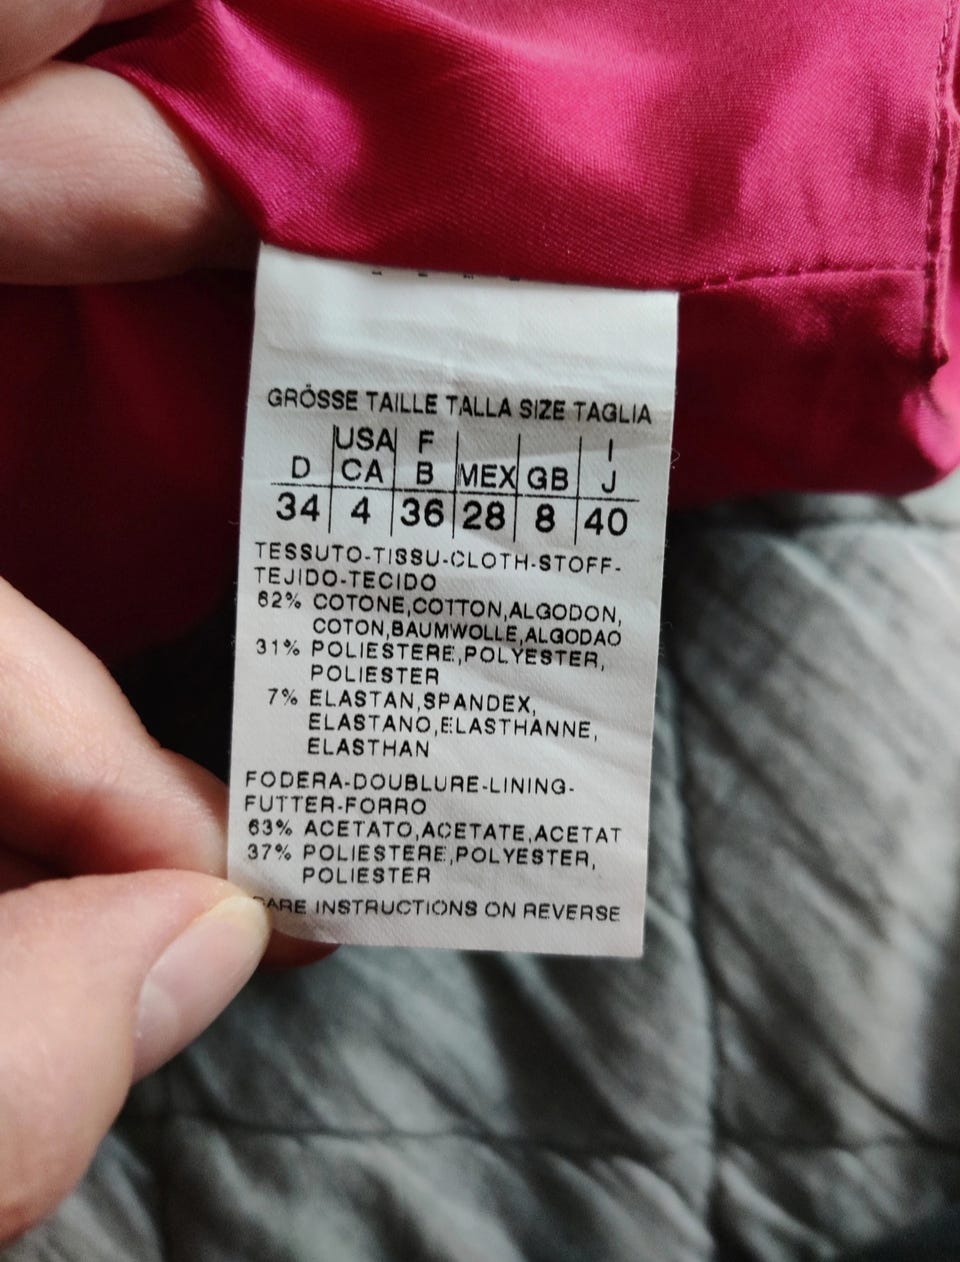 GRÖSSE TAILLE TALLA SIZE TAGLIA
USA F I
D CA B MEX GB J
34 4 36 28 8 40
TESSUTO-TISSU-CLOTH-STOFF-
TEJIDO-TECIDO
62% COTONE,COTTON,ALGODON,
COTON,BAUMWOLLE,ALGODAO
31% POLIESTERE,POLYESTER,
POLIESTER
7% ELASTAN,SPANDEX,
ELASTANO,ELASTHANNE,
ELASTHAN
FODERA-DOUBLURE-LINING-
FUTTER-FORRO
63% ACETATO,ACETATE,ACETAT
37% POLIESTERE,POLYESTER,
POLIESTER
CARE INSTRUCTIONS ON REVERSE